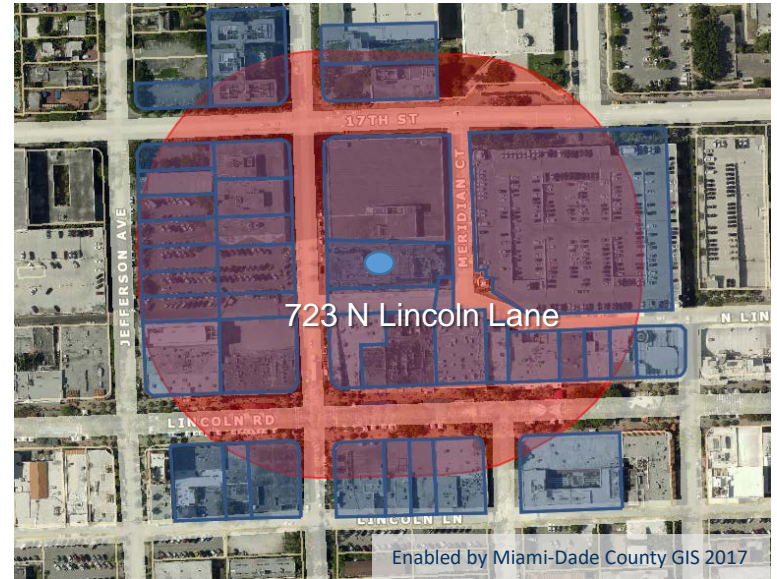 17TH ST
MERIDIAN CT
JEFFERSON AVE
723 N Lincoln Lane
N LIN
LINCOLN RD
LINCOLN LN
Enabled by Miami-Dade County GIS 2017